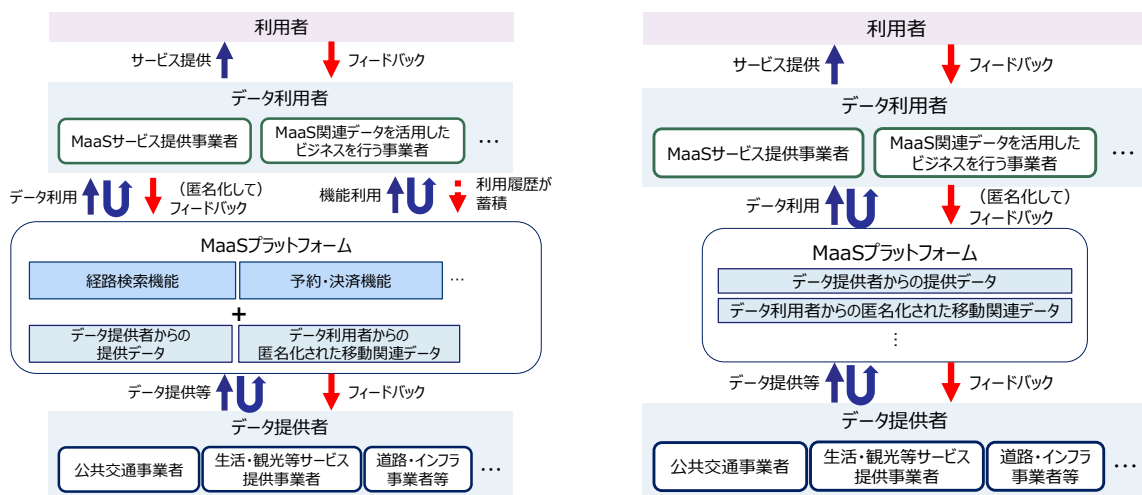 利用者
サービス提供
フィードバック
データ利用者
MaaSサービス提供事業者
MaaS関連データを活用した
ビジネスを行う事業者
…
データ利用
（匿名化して）
フィードバック
機能利用
利用履歴が
蓄積
MaaSプラットフォーム
経路検索機能
予約・決済機能
…
+
データ提供者からの
提供データ
データ利用者からの
匿名化された移動関連データ
データ提供等
フィードバック
データ提供者
公共交通事業者
生活・観光等サービス
提供事業者
道路・インフラ
事業者等
…
利用者
サービス提供
フィードバック
データ利用者
MaaSサービス提供事業者
MaaS関連データを活用した
ビジネスを行う事業者
…
データ利用
（匿名化して）
フィードバック
MaaSプラットフォーム
データ提供者からの提供データ
データ利用者からの匿名化された移動関連データ
⋮
データ提供等
フィードバック
データ提供者
公共交通事業者
生活・観光等サービス
提供事業者
道路・インフラ
事業者等
…